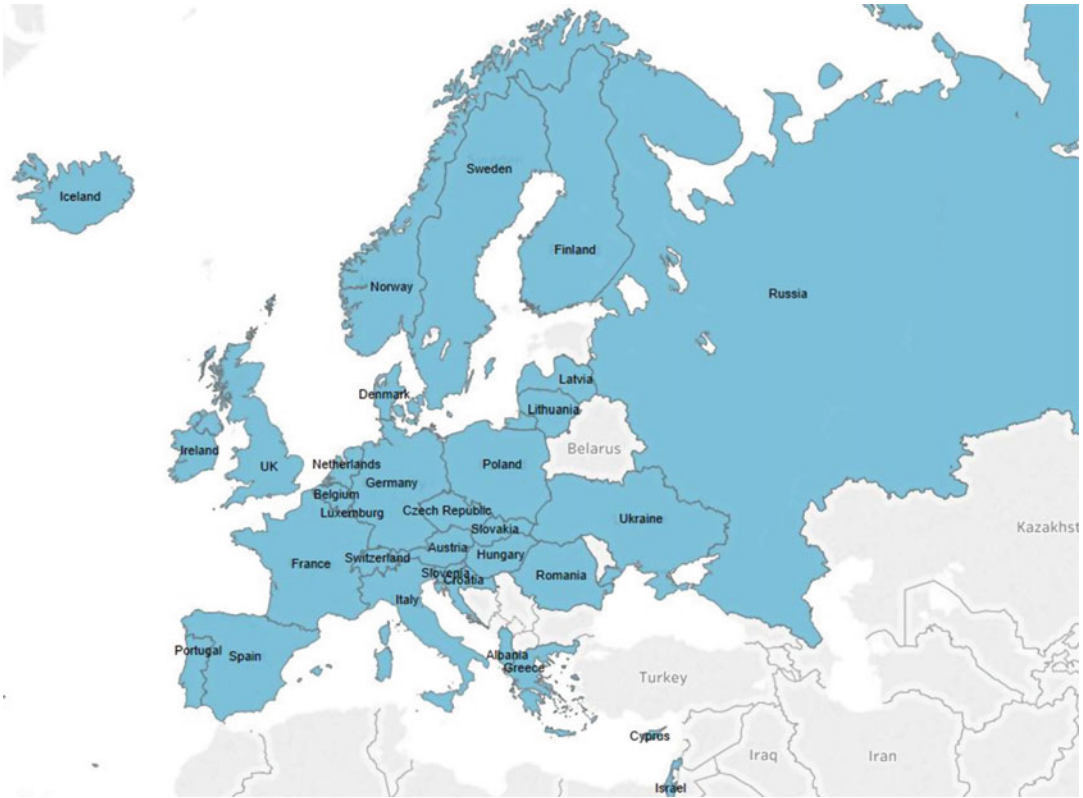 Sweden
Iceland
Finland
Norway
Russia
Latvia
Denmark
Lithuania
Belarus
Ireland
UK
Netherlands
Poland
Germany
Belgium
Czech Republic
Luxemburg
Ukraine
Slovakia
Kazakhst
Austria
Hungary
Switzerland
France
Slovenia
Romania
Croatia
Italy
Portugal
Spain
Albania
Greece
Turkey
Cyprus
Iraq
Iran
Israel